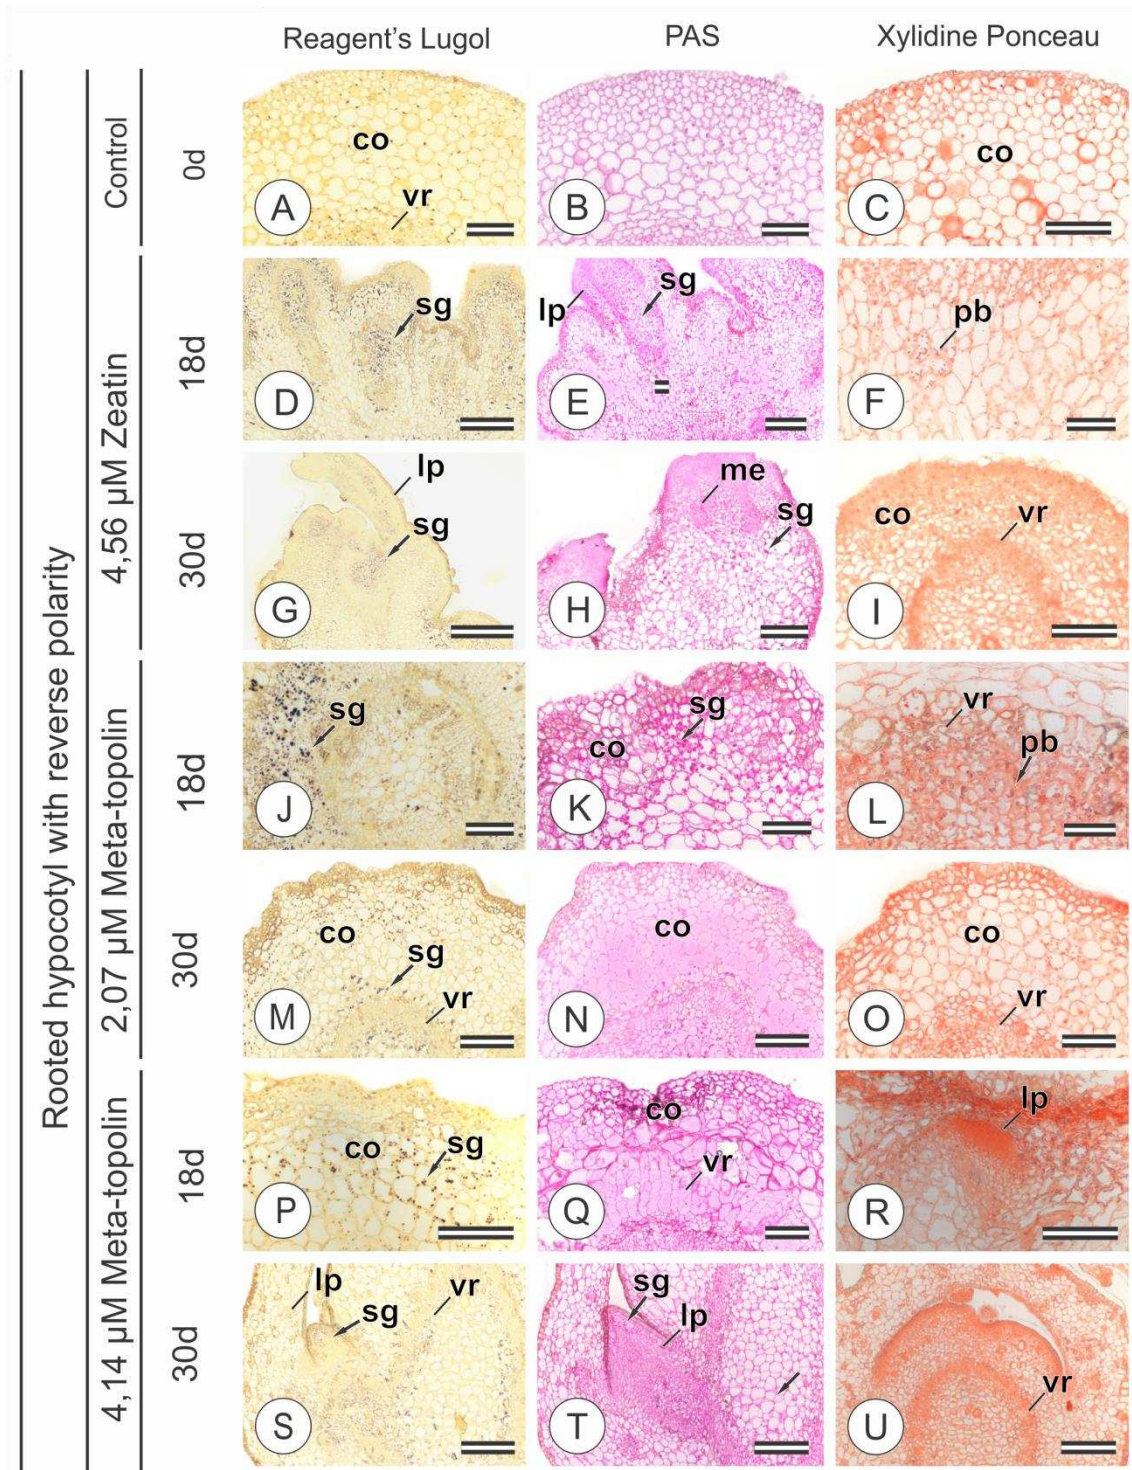 Reagent's Lugol PAS Xylidine Ponceau
Rooted hypocotyl with reverse polarity
Control
0d
co
vr
A
B
co
C
4,56 µM Zeatin
18d
sg
D
lp
sg
E
pb
F
30d
lp
sg
G
me
sg
H
co
vr
I
2,07 µM Meta-topolin
18d
sg
J
co
sg
K
vr
pb
L
30d
co
sg
vr
M
co
N
co
vr
O
4,14 µM Meta-topolin
18d
co
sg
P
co
vr
Q
lp
R
30d
lp
sg
vr
S
sg
lp
T
vr
U